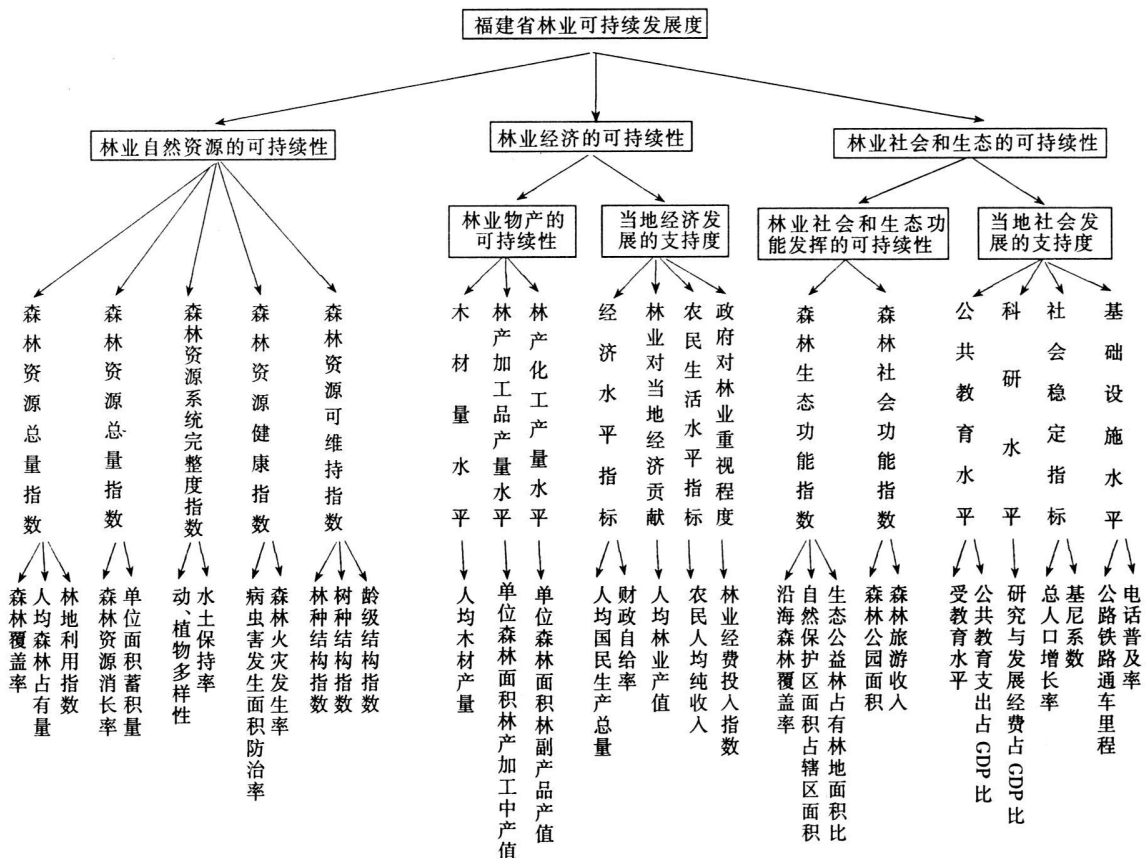 福建省林业可持续发展度
林业自然资源的可持续性
林业经济的可持续性
林业社会和生态的可持续性
林业物产的
可持续性
当地经济发
展的支持度
林业社会和生态功
能发挥的可持续性
当地社会发
展的支持度
森林资源总量指数
森林资源总量指数
森林资源系统完整度指数
森林资源健康指数
森林资源可维持指数
木材量水平
林产加工品产量水平
林产化工产量水平
经济水平指标
林业对当地经济贡献
农民生活水平指标
政府对林业重视程度
森林生态功能指数
森林社会功能指数
公共教育水平
科研水平
社会稳定指标
基础设施水平
森林覆盖率
人均森林占有量
林地利用指数
森林资源消长率
单位面积蓄积量
动、植物多样性
水土保持率
病虫害发生面积防治率
森林火灾发生率
林种结构指数
树种结构指数
龄级结构指数
人均木材产量
单位森林面积林产加工中产值
单位森林面积林副产品产值
人均国民生产总量
财政自给率
人均林业产值
农民人均纯收入
林业经费投入指数
沿海森林覆盖率
自然保护区面积占辖区面积
生态公益林占有林地面积比
森林公园面积
森林旅游收入
受教育水平
公共教育支出占GDP比
研究与发展经费占GDP比
总人口增长率
基尼系数
公路铁路通车里程
电话普及率